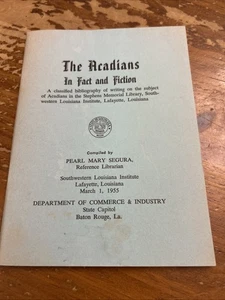 The Acadians
In Fact and Fiction
A classified bibliography of writing on the subject
of Acadians in the Stephens Memorial Library, South-
western Louisiana Institute, Lafayette, Louisiana
Compiled by
PEARL MARY SEGURA,
Reference Librarian
Southwestern Louisiana Institute
Lafayette, Louisiana
March 1, 1955
DEPARTMENT OF COMMERCE & INDUSTRY
State Capitol
Baton Rouge, La.